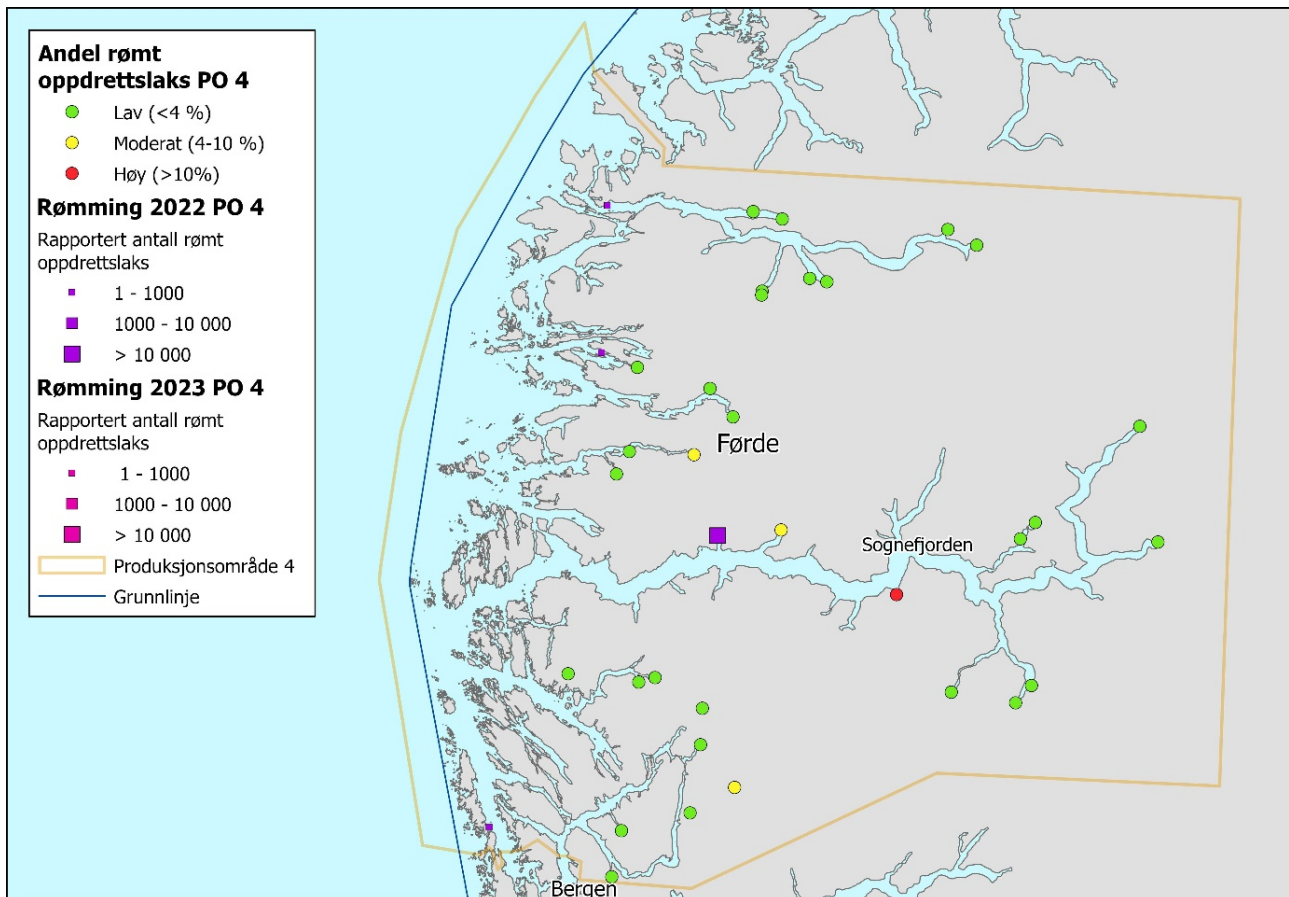 Andel rømt
oppdrettslaks PO 4
Lav (<4 %)
Moderat (4-10 %)
Høy (>10%)
Rømming 2022 PO 4
Rapportert antall rømt
oppdrettslaks
1 - 1000
1000 - 10 000
> 10 000
Rømming 2023 PO 4
Rapportert antall rømt
oppdrettslaks
1 - 1000
1000 - 10 000
> 10 000
Produksjonsområde 4
Grunnlinje
Førde
Sognefjorden
Bergen